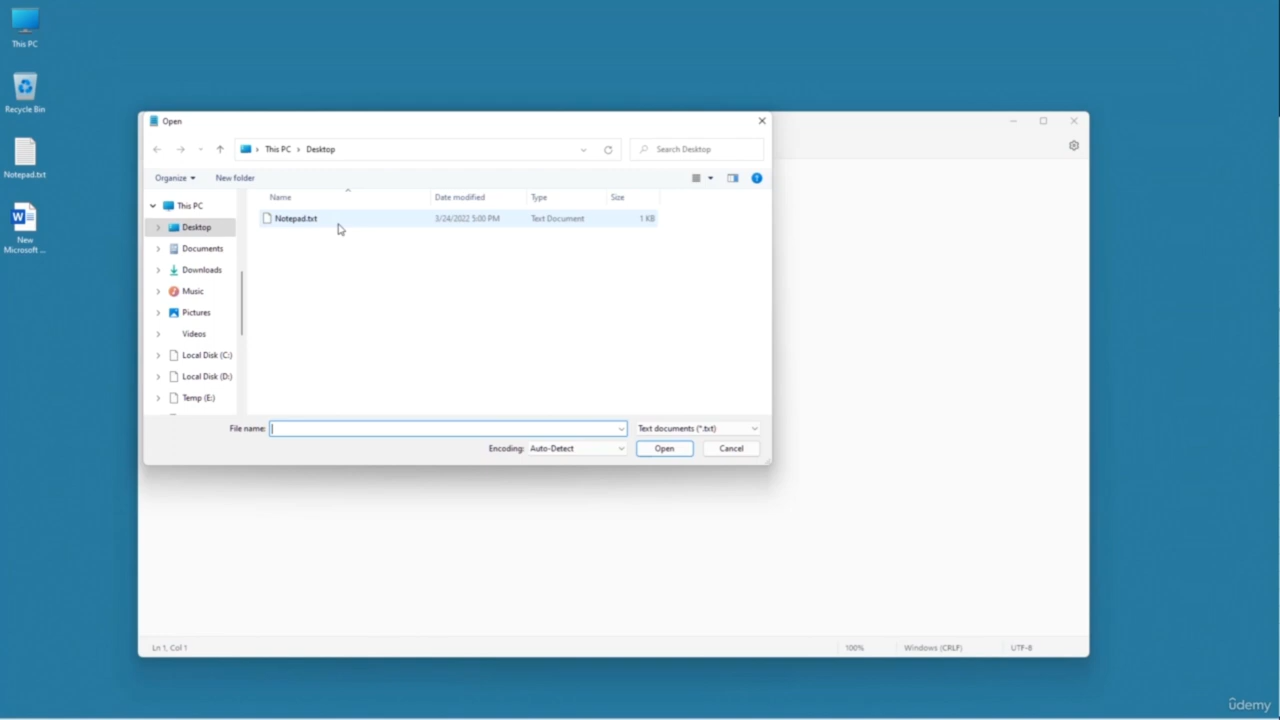 This PC
Recycle Bin
Notepad.txt
New
Microsoft ...
Open
This PC > Desktop
Search Desktop
Organize
New folder
Name Date modified Type Size
Notepad.txt 3/24/2022 5:00 PM Text Document 1 KB
This PC
Desktop
Documents
Downloads
Music
Pictures
Videos
Local Disk (C:)
Local Disk (D:)
Temp (E:)
File name: Text documents (*.txt)
Encoding: Auto-Detect Open Cancel
Ln 1, Col 1 100% Windows (CRLF) UTF-8
ûdemy